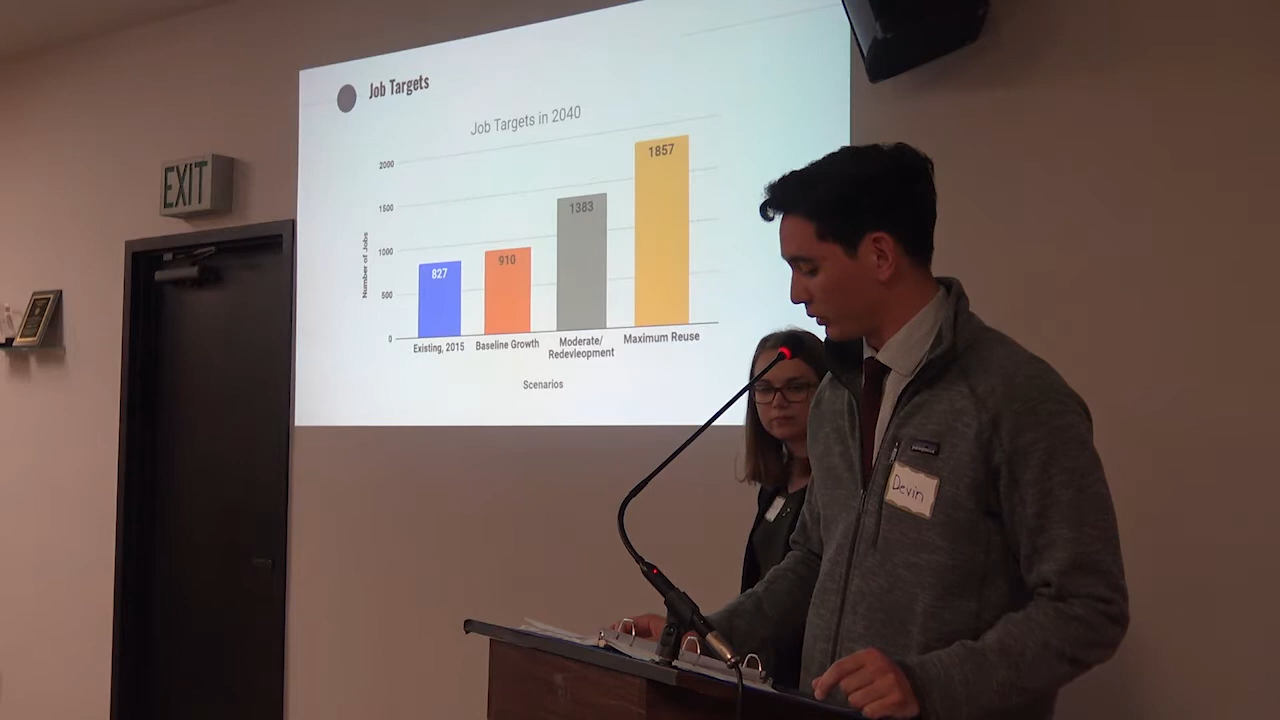 Job Targets
Job Targets in 2040
2000
1500
1000
500
0
Number of Jobs
827
910
1383
1857
Existing, 2015
Baseline Growth
Moderate/
Redevleopment
Maximum Reuse
Scenarios
EXIT
patagonia
Devin